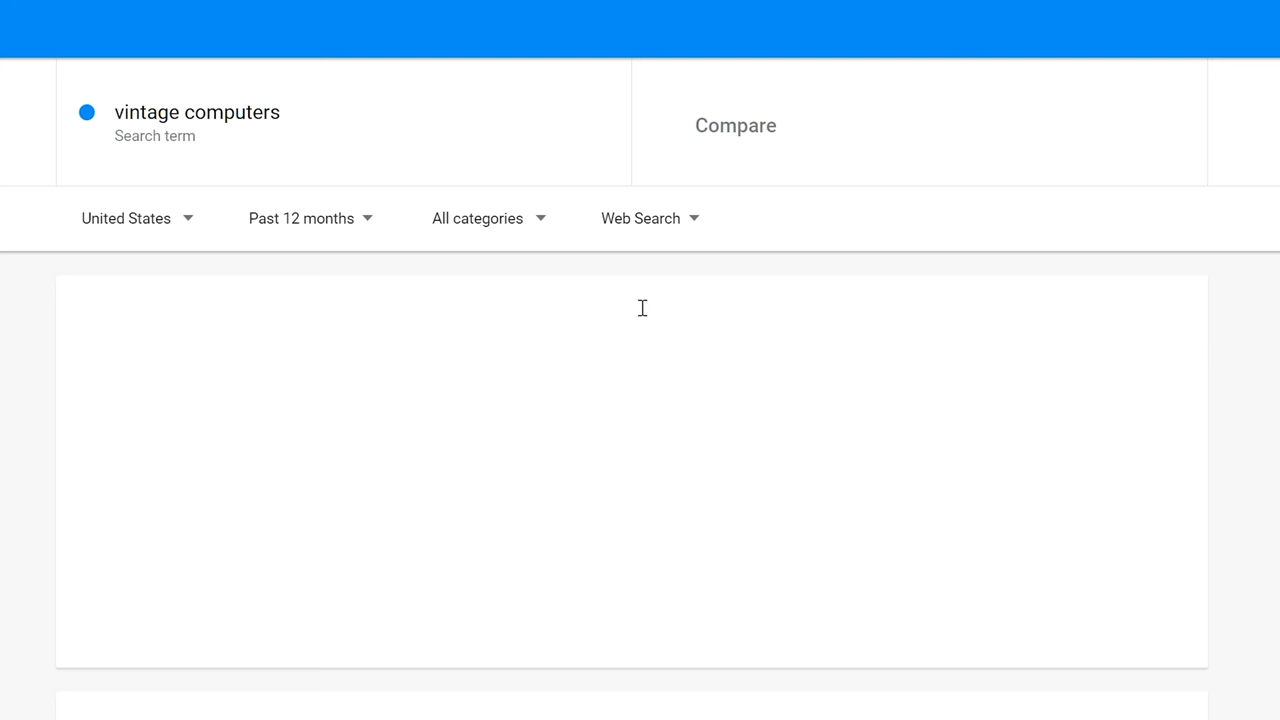 vintage computers
Search term
Compare
United States
Past 12 months
All categories
Web Search